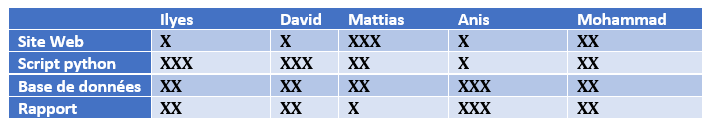 Ilyes David Mattias Anis Mohammad
Site Web X X XXX X XX
Script python XXX XXX XX X XX
Base de données XX XX XX XXX XX
Rapport XX XX X XXX XX